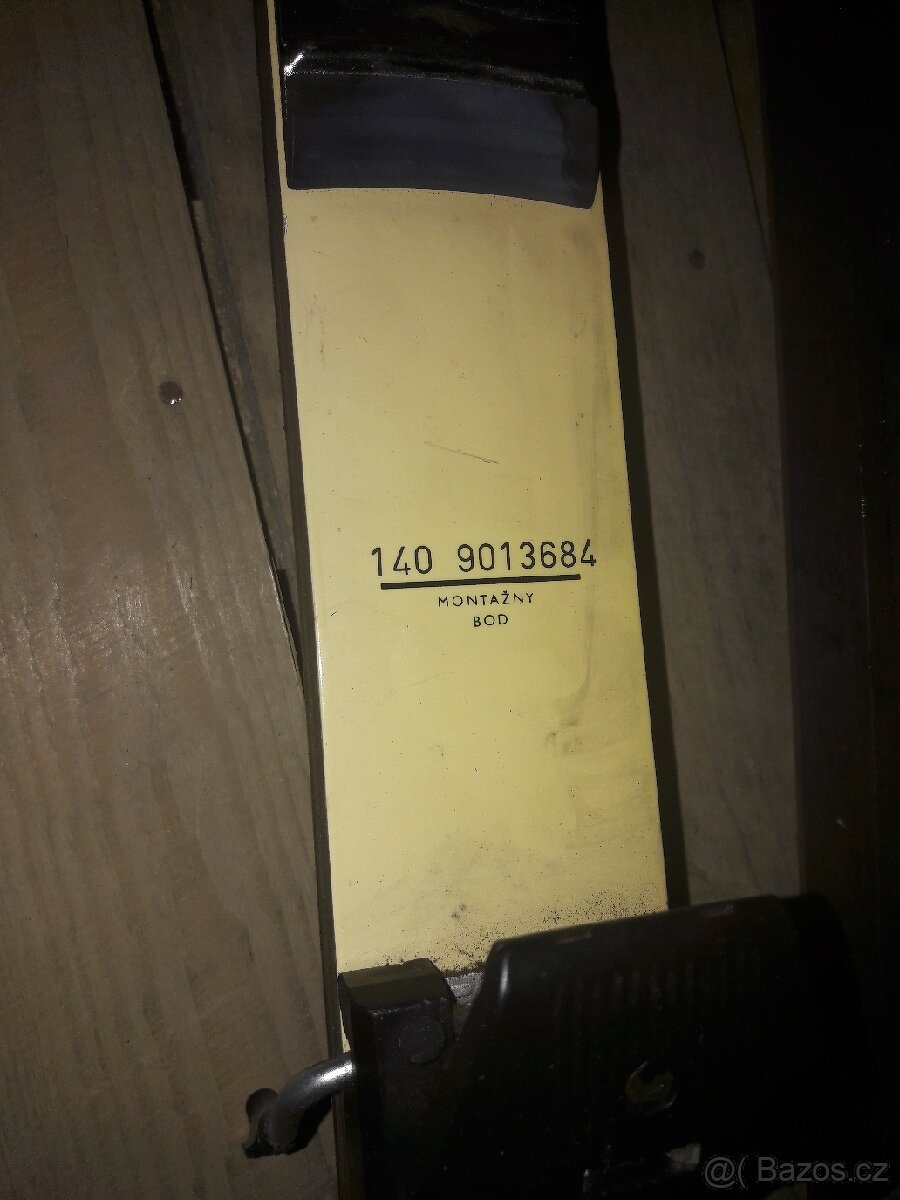 140 9013684
MONTAŽNY
BOD
@( Bazos.cz